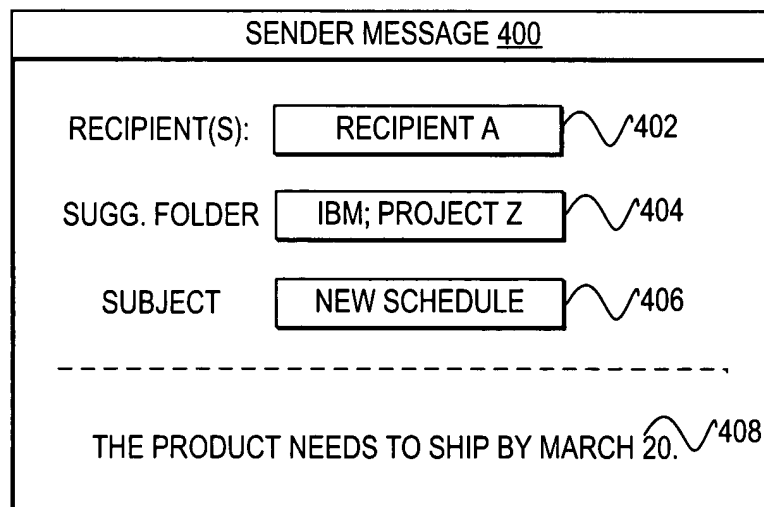 SENDER MESSAGE 400
RECIPIENT(S): RECIPIENT A 402
SUGG. FOLDER IBM; PROJECT Z 404
SUBJECT NEW SCHEDULE 406
THE PRODUCT NEEDS TO SHIP BY MARCH 20. 408